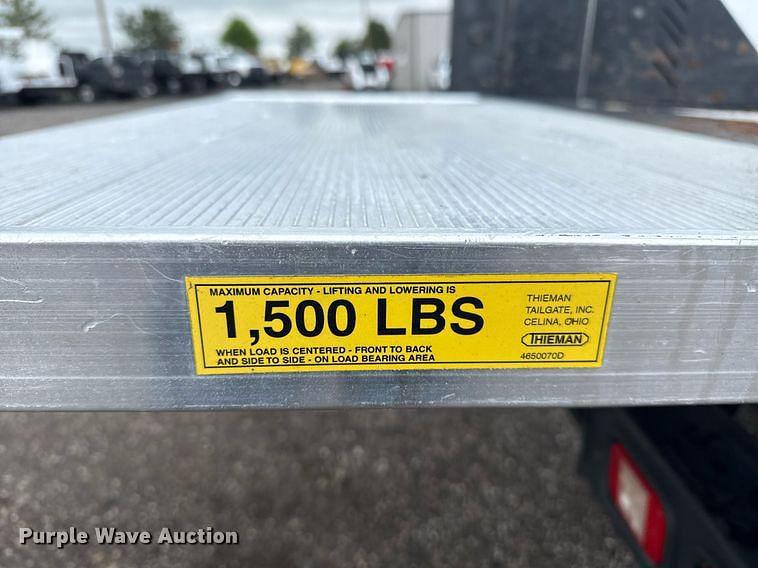 MAXIMUM CAPACITY - LIFTING AND LOWERING IS
1,500 LBS
WHEN LOAD IS CENTERED - FRONT TO BACK
AND SIDE TO SIDE - ON LOAD BEARING AREA
THIEMAN
TAILGATE, INC.
CELINA, OHIO
THIEMAN
4650070D
Purple Wave Auction